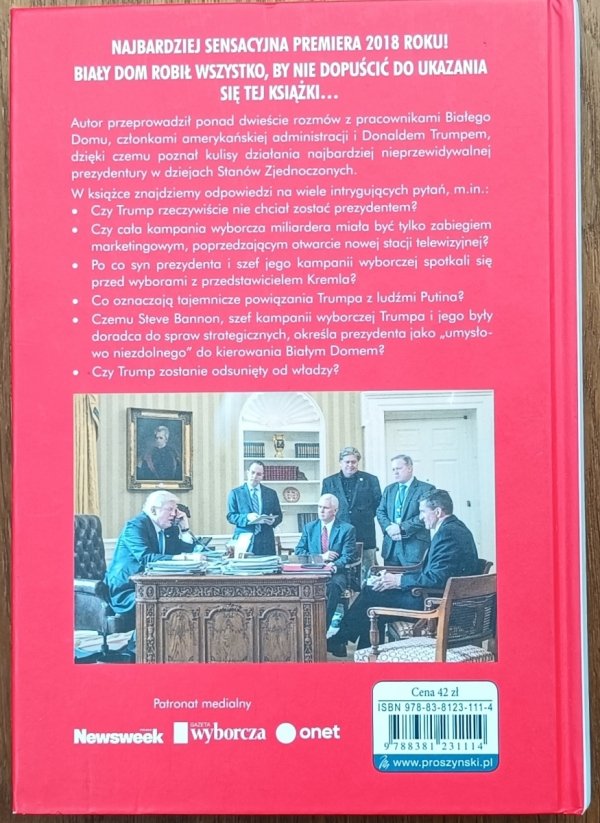 NAJBARDZIEJ SENSACYJNA PREMIERA 2018 ROKU!
BIAŁY DOM ROBIŁ WSZYSTKO, BY NIE DOPUŚCIĆ DO UKAZANIA
SIĘ TEJ KSIĄŻKI...
Autor przeprowadził ponad dwieście rozmów z pracownikami Białego
Domu, członkami amerykańskiej administracji i Donaldem Trumpem,
dzięki czemu poznał kulisy działania najbardziej nieprzewidywalnej
prezydentury w dziejach Stanów Zjednoczonych.
W książce znajdziemy odpowiedzi na wiele intrygujących pytań, m.in.:
• Czy Trump rzeczywiście nie chciał zostać prezydentem?
• Czy cała kampania wyborcza miliardera miała być tylko zabiegiem
marketingowym, poprzedzającym otwarcie nowej stacji telewizyjnej?
• Po co syn prezydenta i szef jego kampanii wyborczej spotkali się
przed wyborami z przedstawicielem Kremla?
• Co oznaczają tajemnicze powiązania Trumpa z ludźmi Putina?
• Czemu Steve Bannon, szef kampanii wyborczej Trumpa i jego były
doradca do spraw strategicznych, określa prezydenta jako „umysło-
wo niezdolnego” do kierowania Białym Domem?
• Czy Trump zostanie odsunięty od władzy?
Patronat medialny
Newsweek
GAZETA
wyborcza
onet
Cena 42 zł
ISBN 978-83-8123-111-4
9 788381 231114
www.proszynski.pl